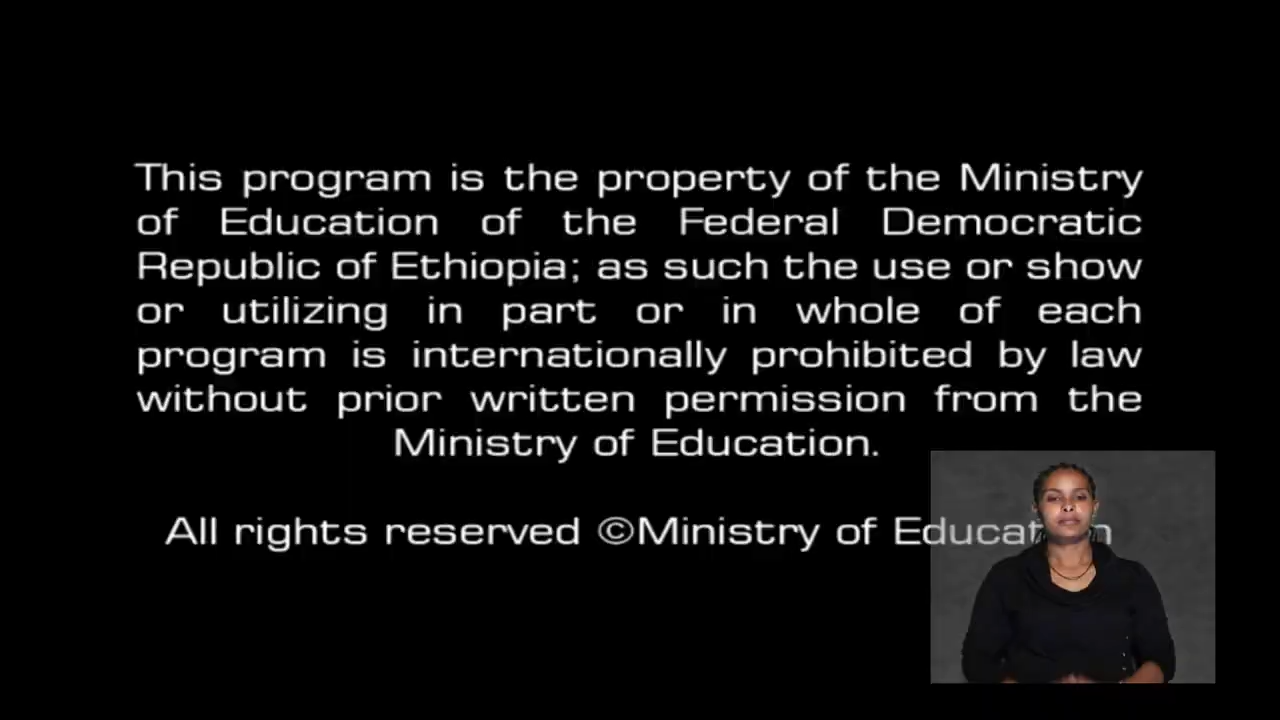 This program is the property of the Ministry
of Education of the Federal Democratic
Republic of Ethiopia; as such the use or show
or utilizing in part or in whole of each
program is internationally prohibited by law
without prior written permission from the
Ministry of Education.
All rights reserved ©Ministry of Education